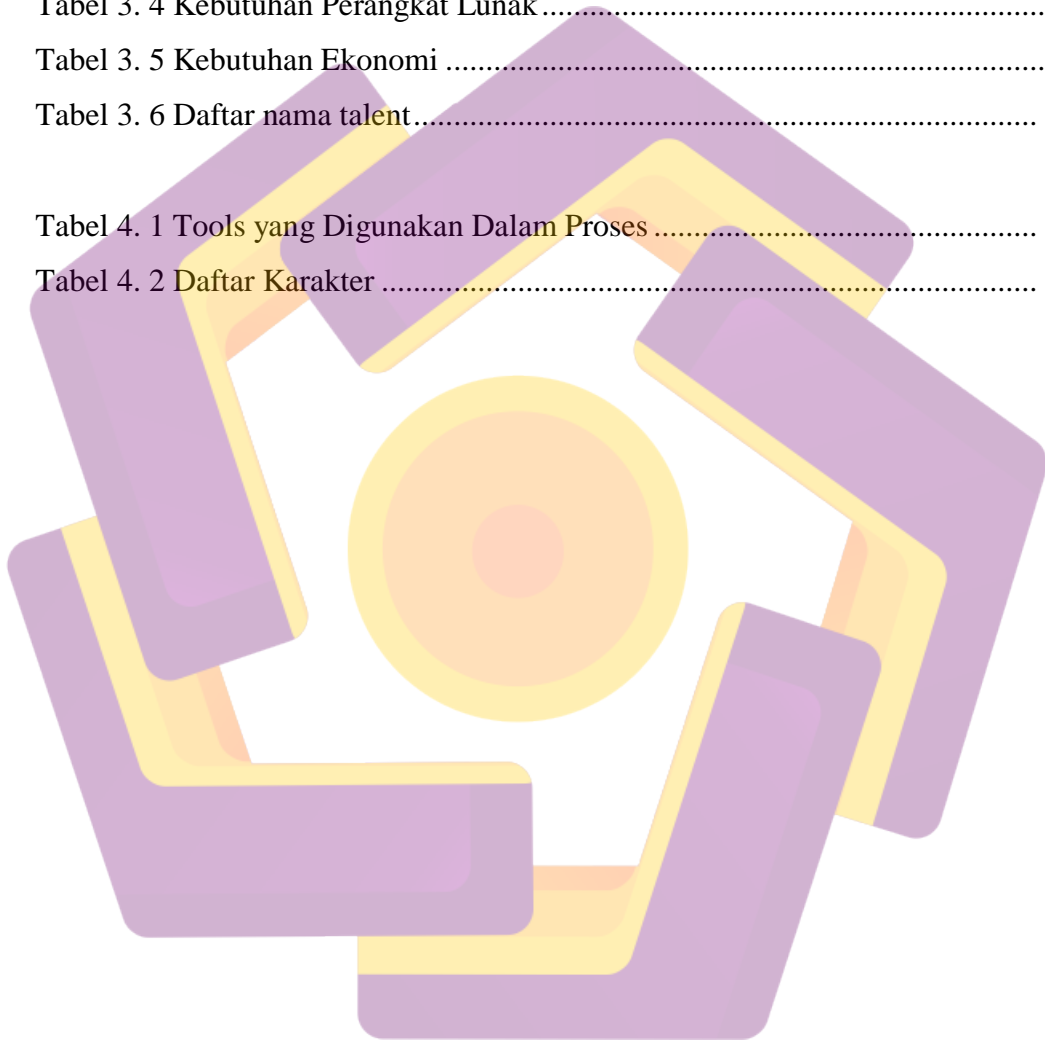 Tabel 3. 4 Kebutuhan Perangkat Lunak..................................................................
Tabel 3. 5 Kebutuhan Ekonomi ..............................................................................
Tabel 3. 6 Daftar nama talent.................................................................................
Tabel 4. 1 Tools yang Digunakan Dalam Proses ..................................................
Tabel 4. 2 Daftar Karakter .....................................................................................